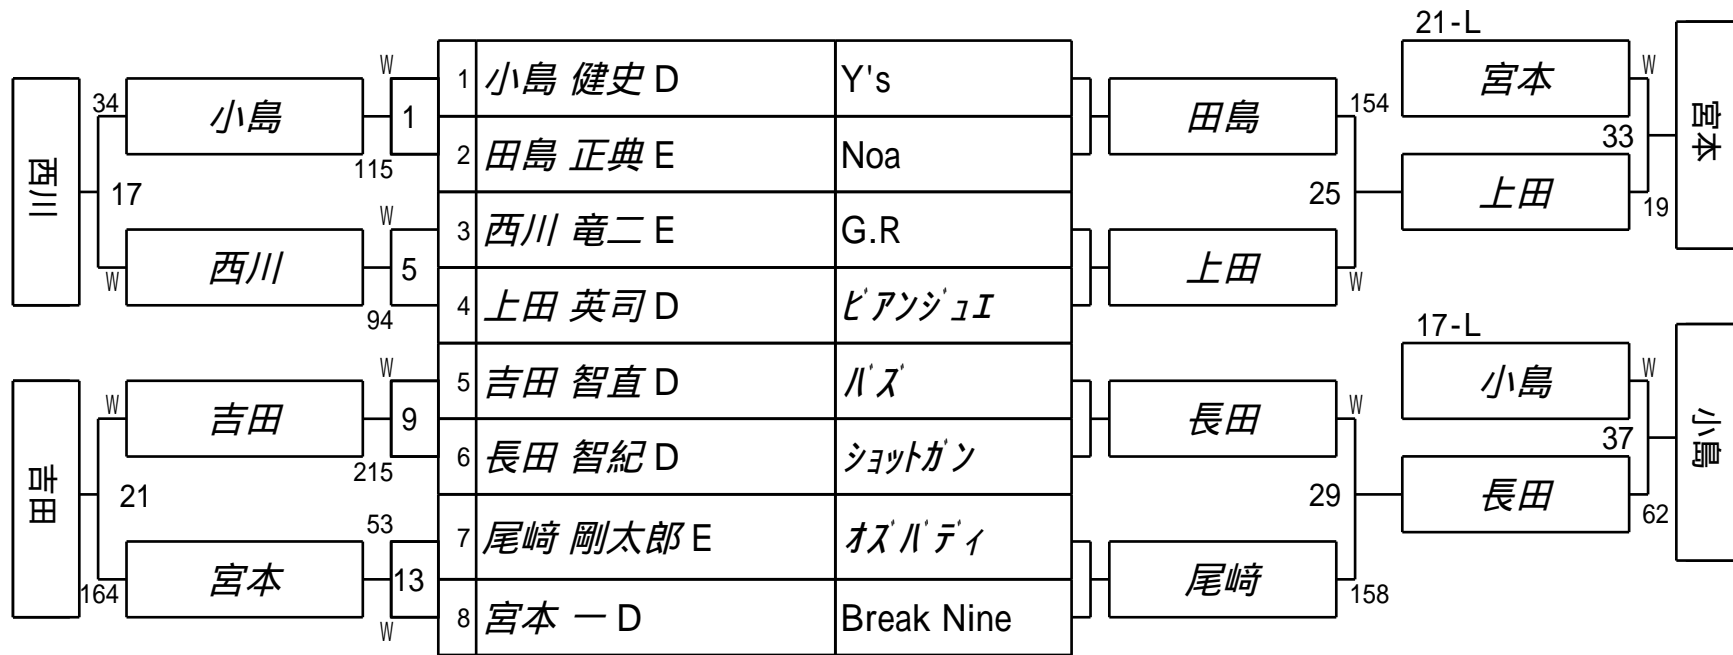 21-L
W
1 小島 健史 D Y's
宮本 W
34 小島 1 田島 154
宮本
33
115
2 田島 正典 E Noa
西川 17 25
上田 19
W
3 西川 竜二 E G.R
W 西川 5 上田 W
94
4 上田 英司 D ビアンジュエ
17-L
W
5 吉田 智直 D バズ
小島 W
W 吉田 9 長田 W
小島
37
215
6 長田 智紀 D ショットガン
吉田 21 29
長田 62
53
7 尾﨑 剛太郎 E オズバディ
164 宮本 13 尾﨑 158
W
8 宮本 一 D Break Nine